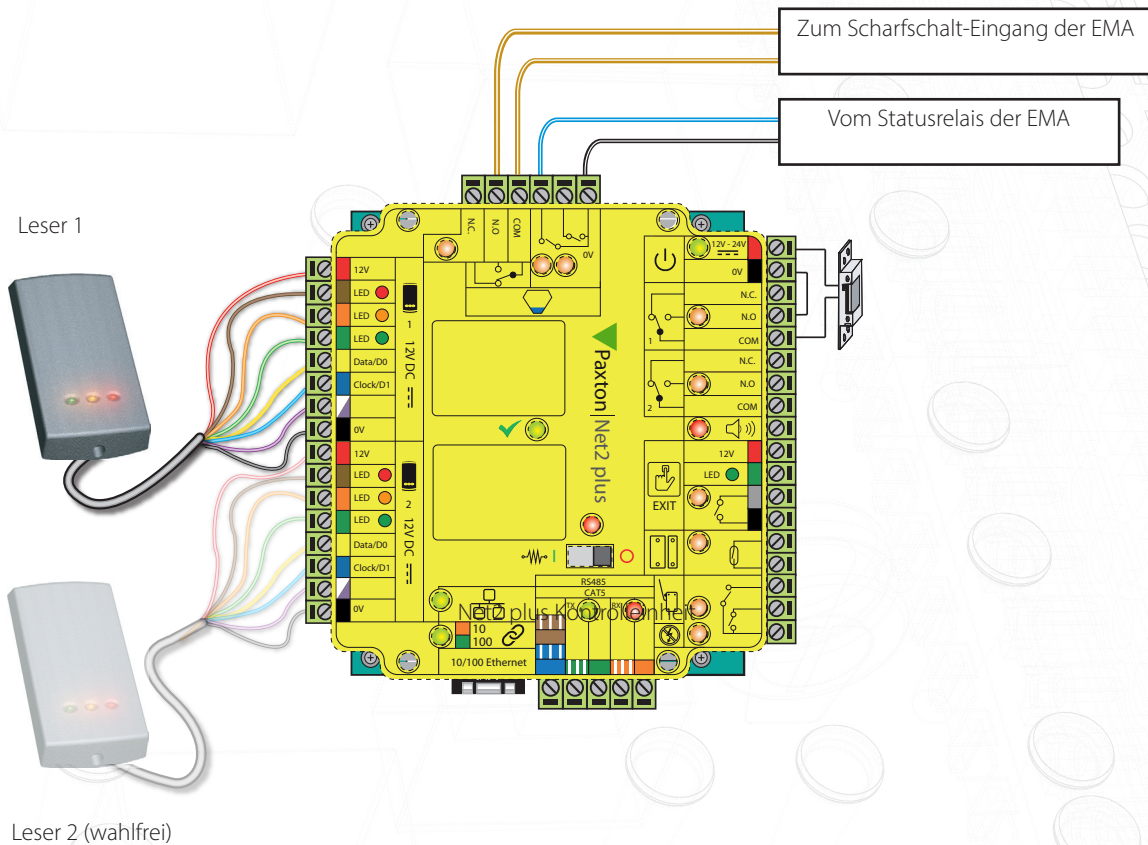 Zum Scharfschalt-Eingang der EMA
Vom Statusrelais der EMA
Leser 1
N.C.
N.O
COM
0V
12V
LED
LED
LED
Data/D0
Clock/D1
0V
1
12V DC
12V
LED
LED
LED
Data/D0
Clock/D1
0V
2
12V DC
Paxton Net2 plus
12V - 24V
0V
N.C.
N.O
COM
1
N.C.
N.O
COM
2
12V
LED
EXIT
I
O
RS485
CAT5
TX
RX
Net2 plus Kontrolleinheit
10
100
10/100 Ethernet
Leser 2 (wahlfrei)